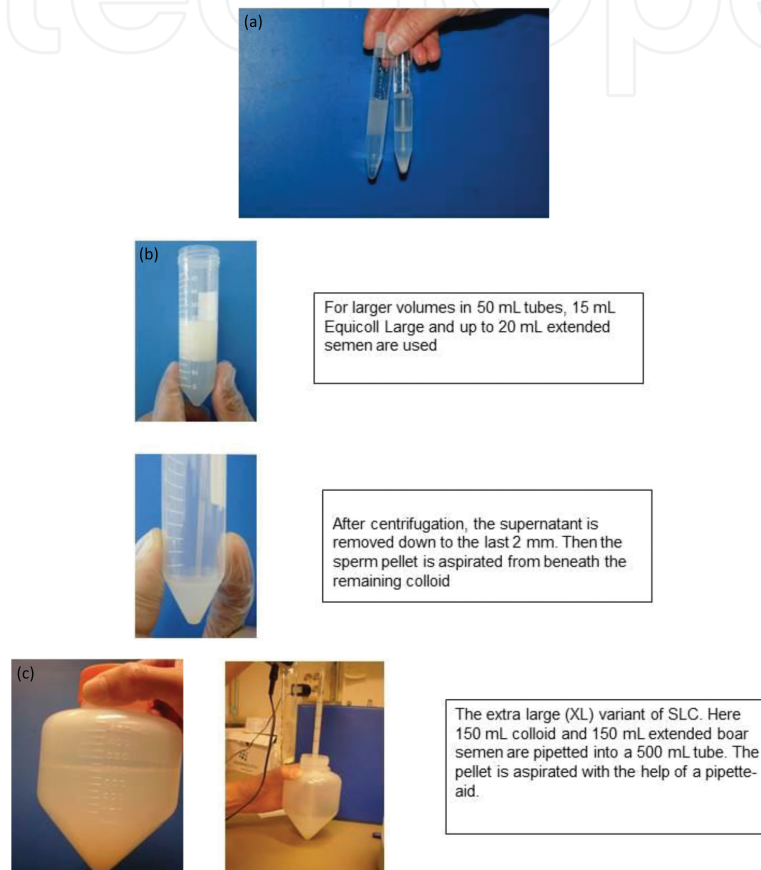 (a)
(b)
For larger volumes in 50 mL tubes, 15 mL
Equicoll Large and up to 20 mL extended
semen are used
After centrifugation, the supernatant is
removed down to the last 2 mm. Then the
sperm pellet is aspirated from beneath the
remaining colloid
(c)
The extra large (XL) variant of SLC. Here
150 mL colloid and 150 mL extended boar
semen are pipetted into a 500 mL tube. The
pellet is aspirated with the help of a pipette-
aid.